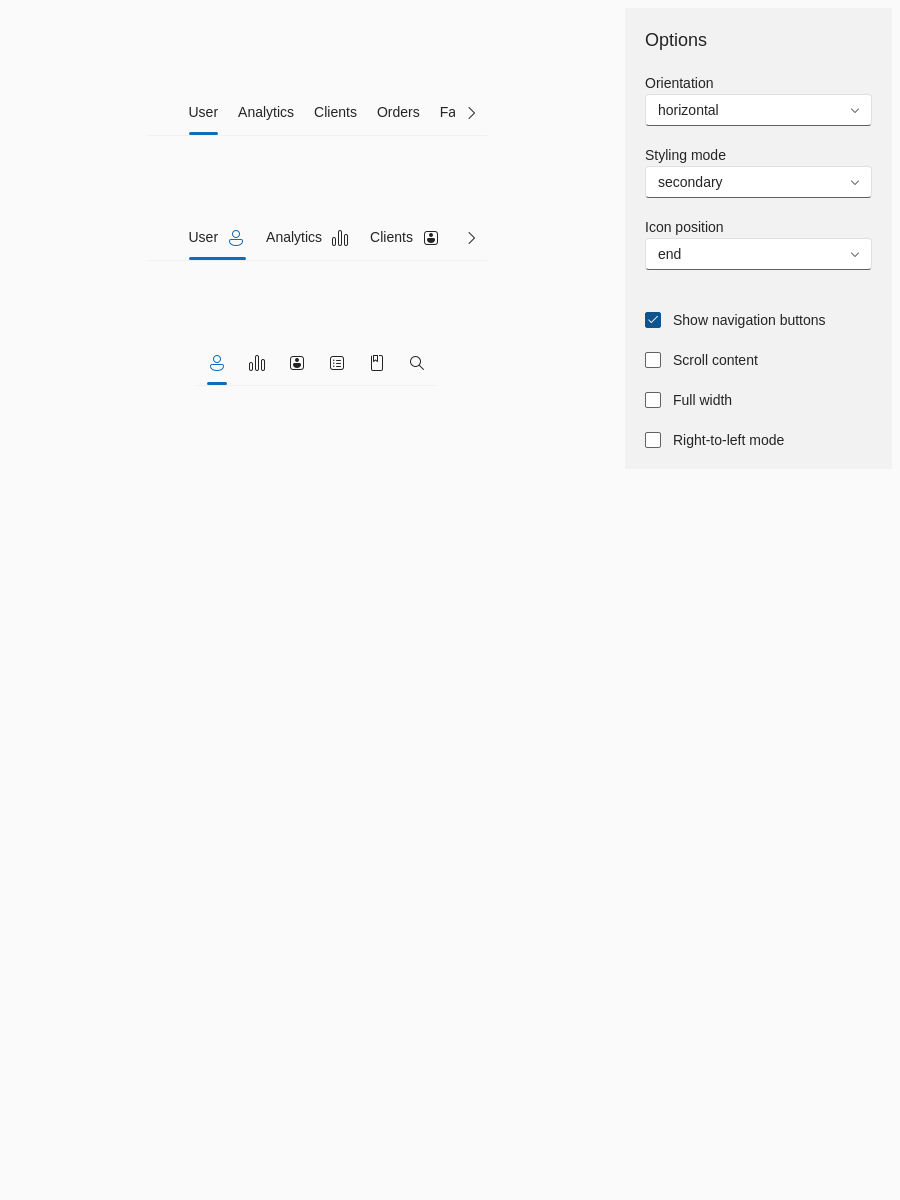 User Analytics Clients Orders Fa
User Analytics Clients
Options
Orientation
horizontal
Styling mode
secondary
Icon position
end
Show navigation buttons
Scroll content
Full width
Right-to-left mode